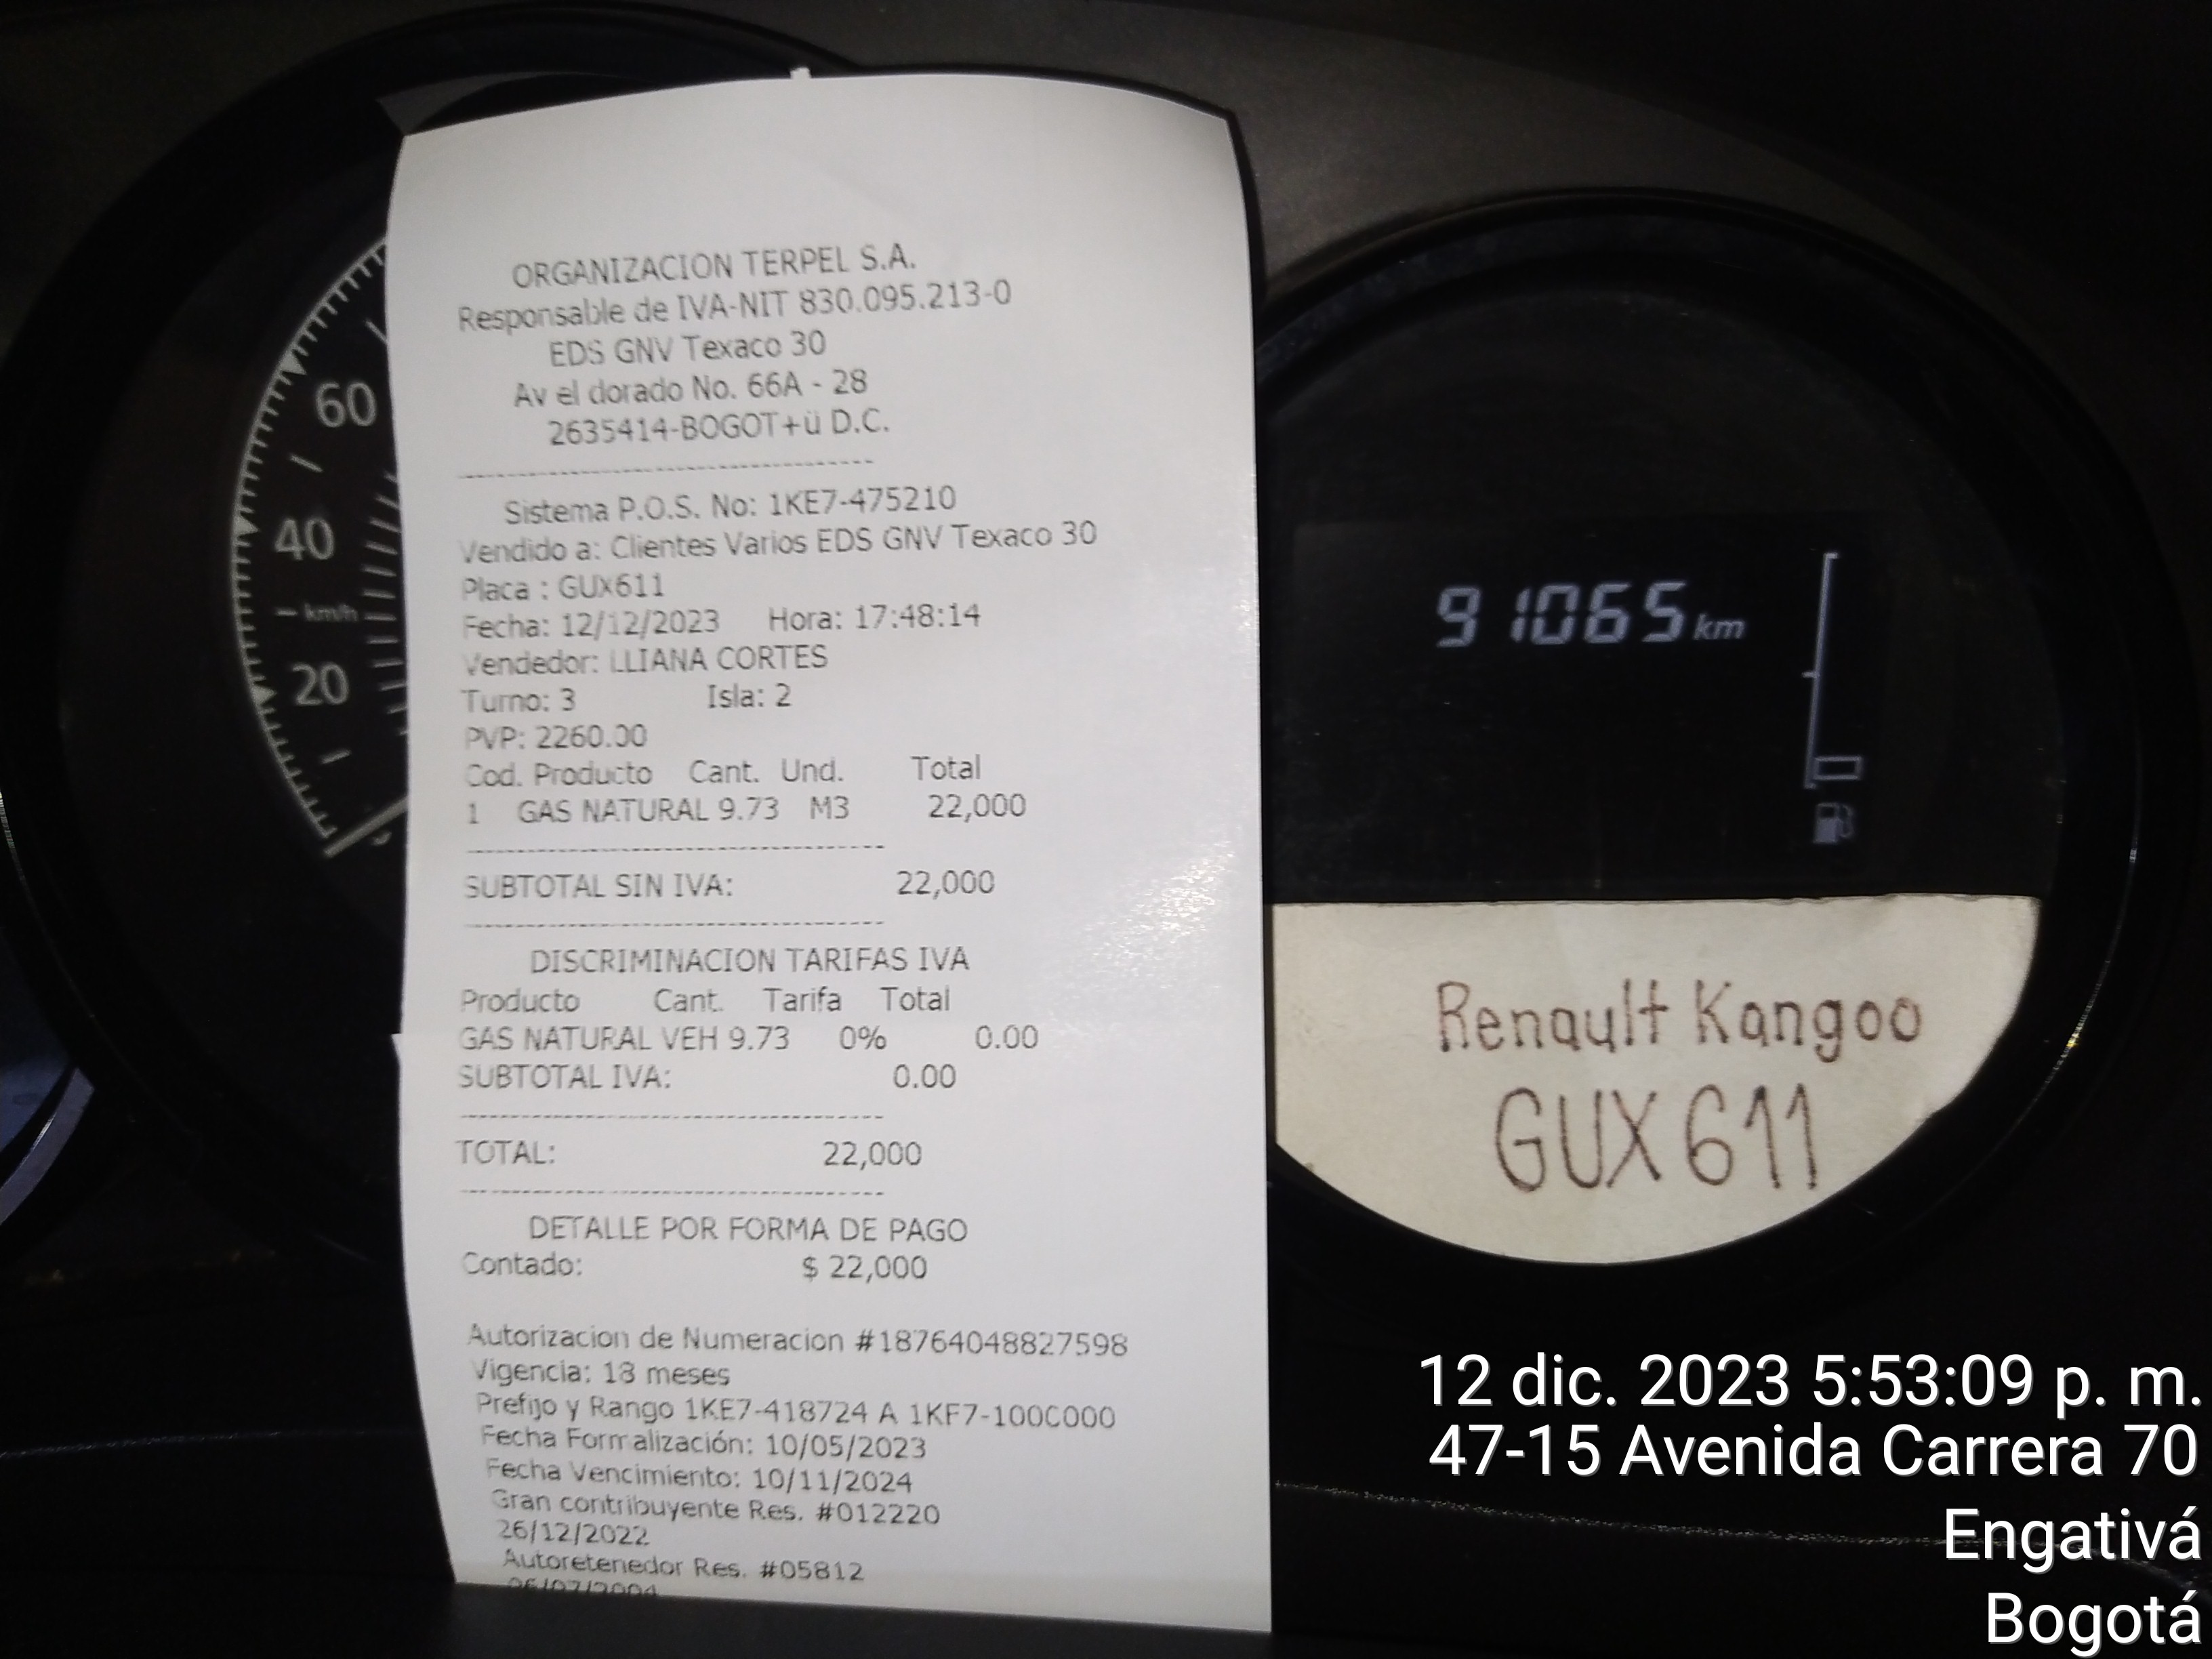 ORGANIZACION TERPEL S.A.
Responsable de IVA-NIT 830.095.213-0
EDS GNV Texaco 30
Av el dorado No. 66A - 28
2635414-BOGOT+ü D.C.
Sistema P.O.S. No: 1KE7-475210
Vendido a: Clientes Varios EDS GNV Texaco 30
Placa : GUX611
Fecha: 12/12/2023 Hora: 17:48:14
Vendedor: LLIANA CORTES
Turno: 3 Isla: 2
PVP: 2260.00
Cod. Producto Cant. Und. Total
1 GAS NATURAL 9.73 M3 22,000
SUBTOTAL SIN IVA: 22,000
DISCRIMINACION TARIFAS IVA
Producto Cant. Tarifa Total
GAS NATURAL VEH 9.73 0% 0.00
SUBTOTAL IVA: 0.00
TOTAL: 22,000
DETALLE POR FORMA DE PAGO
Contado: $ 22,000
Autorizacion de Numeracion #18764048827598
Vigencia: 18 meses
Prefijo y Rango 1KE7-418724 A 1KF7-1000000
Fecha Formalización: 10/05/2023
Fecha Vencimiento: 10/11/2024
Gran contribuyente Res. #012220
26/12/2022
Autoretenedor Res. #05812
60
40
km/h
20
91065 km
Renault Kangoo
GUX 611
12 dic. 2023 5:53:09 p. m.
47-15 Avenida Carrera 70
Engativá
Bogotá